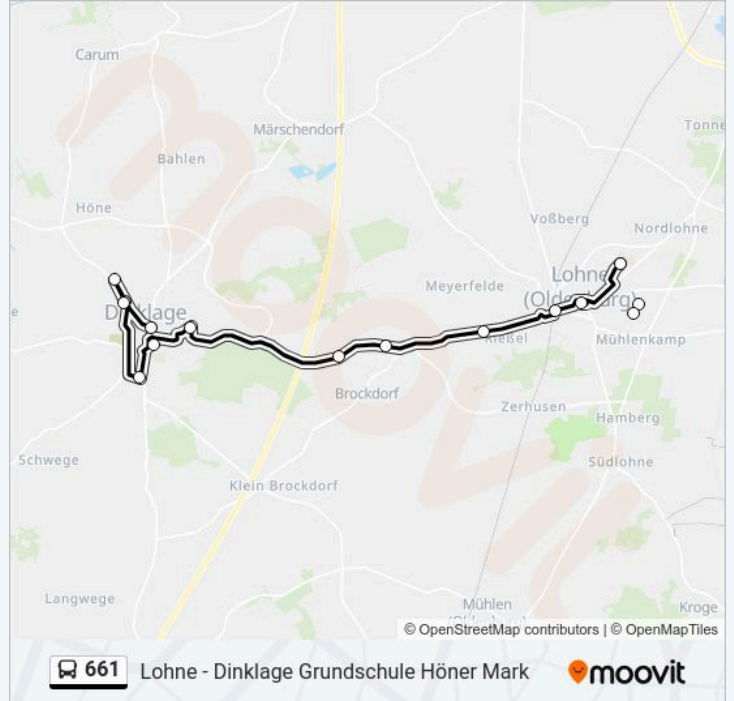 Carum
Märschendorf
Tonne
Bahlen
Höne
Voßberg
Nordlohne
Lohne
(Oldenburg)
Meyerfelde
Dinklage
e
Rießel
Mühlenkamp
Brockdorf
Zerhusen
Hamberg
Schwege
Südlohne
Klein Brockdorf
Langwege
Mühlen
Kroge
© OpenStreetMap contributors | © OpenMapTiles
661 Lohne - Dinklage Grundschule Höner Mark moovit
moovit